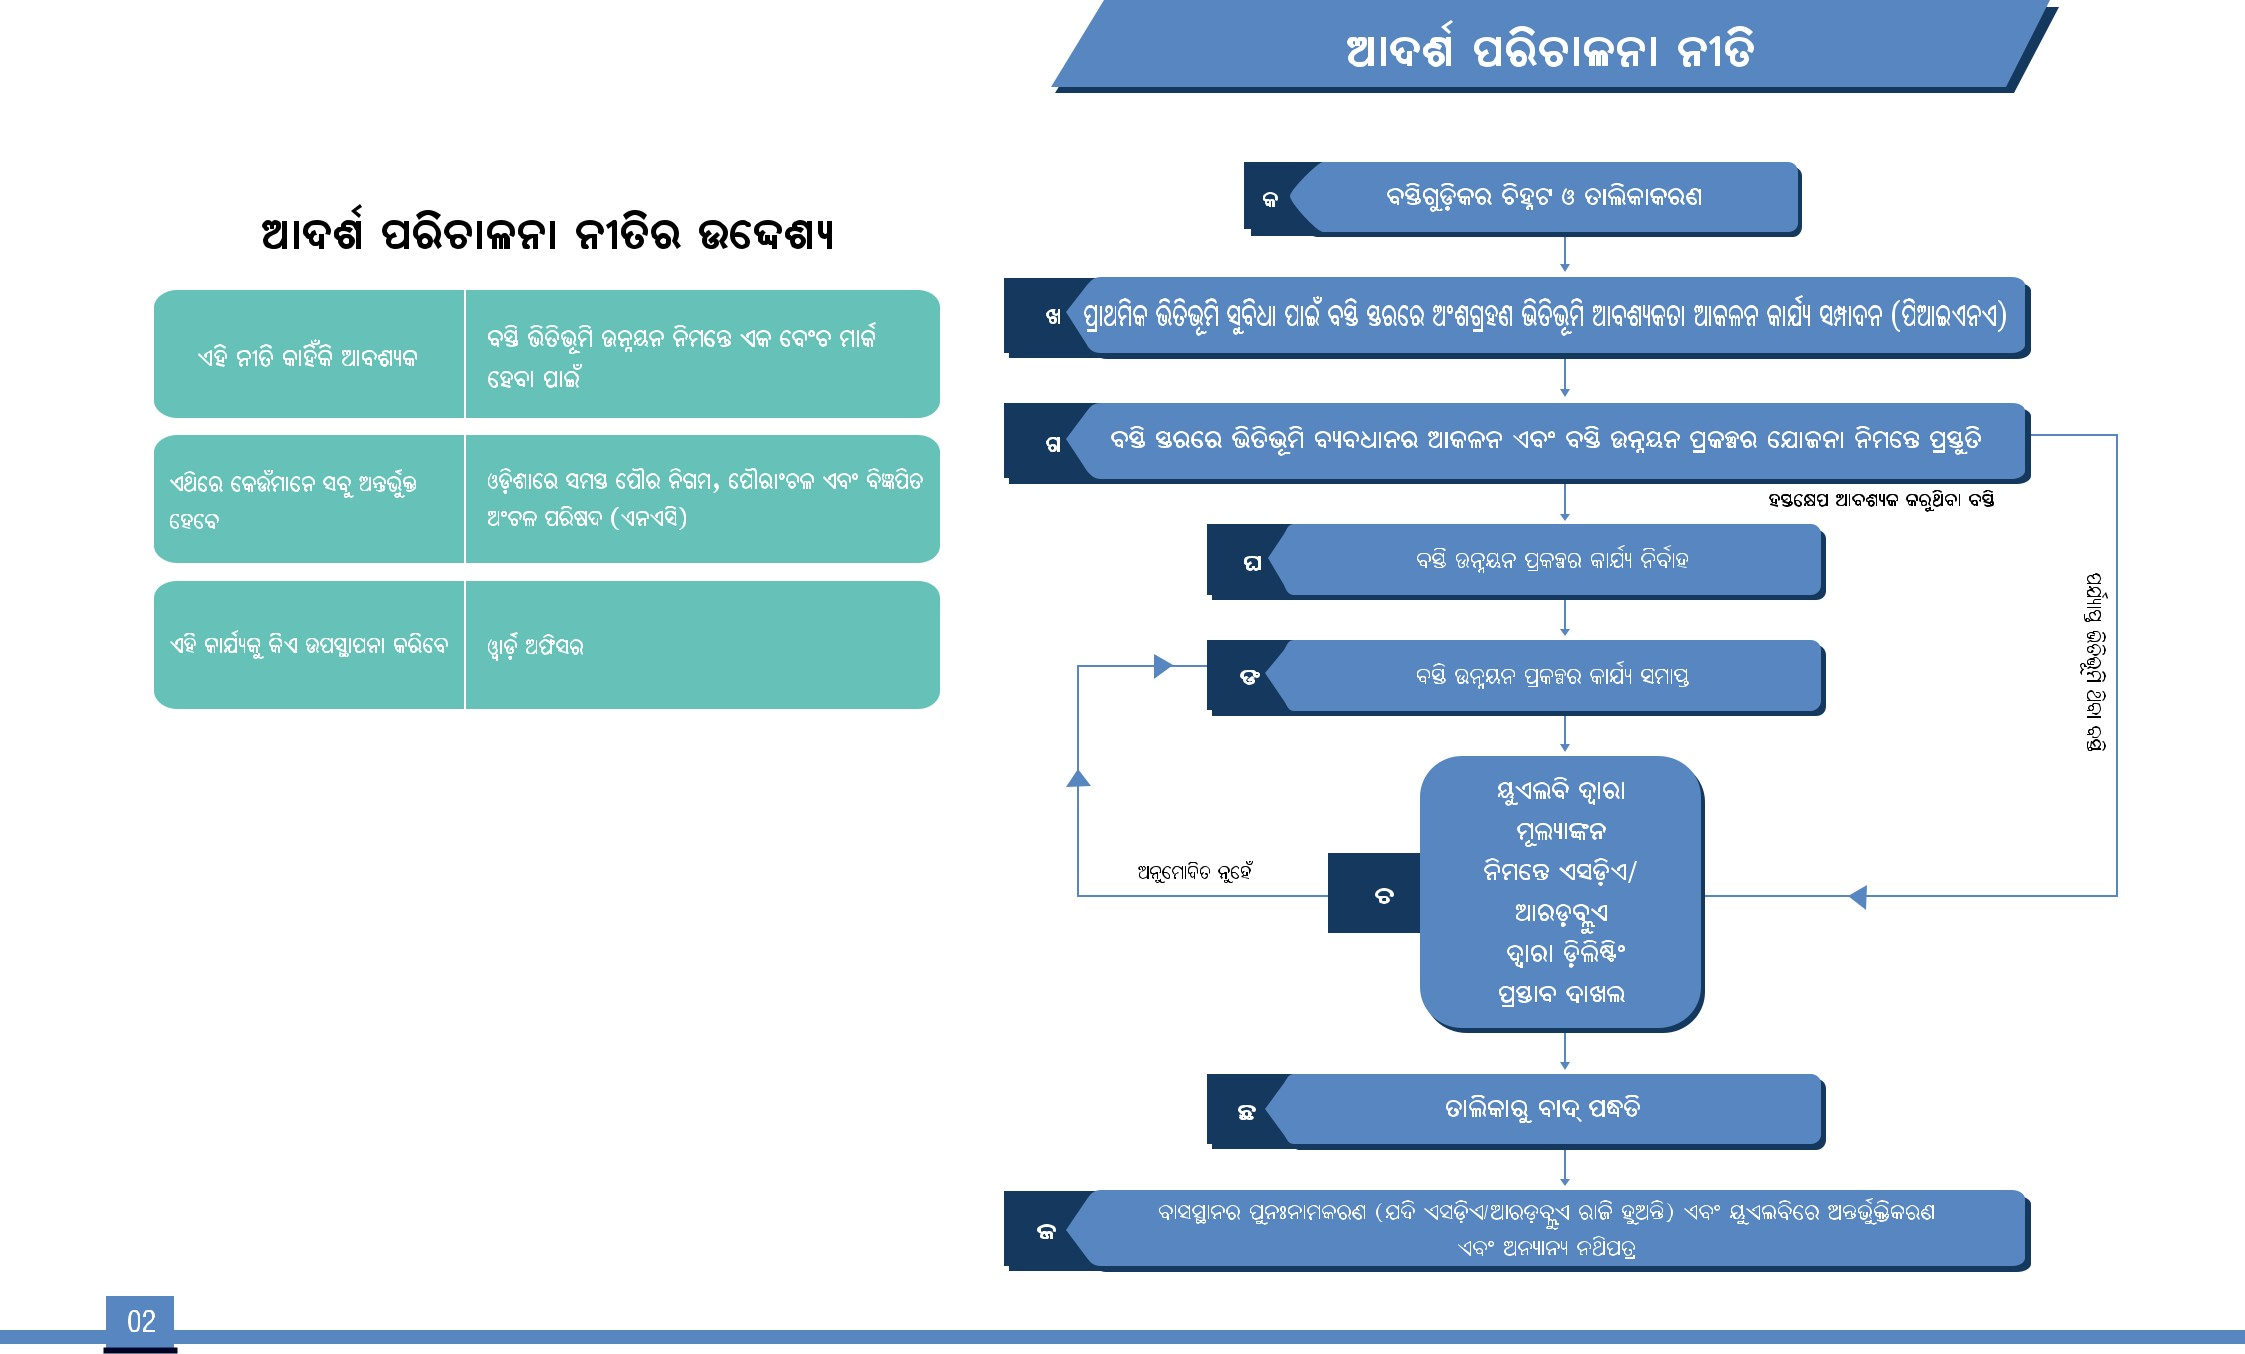 ଆଦର୍ଶ ପରିଚାଳନା ନୀତି
ଆଦର୍ଶ ପରିଚାଳନା ନୀତିର ଉଦ୍ଦେଶ୍ୟ
ଏହି ନୀତି କାହିଁକି ଆବଶ୍ୟକ
ବସ୍ତି ଭିତିଭୂମି ଉନ୍ନୟନ ନିମନ୍ତେ ଏକ ବେଂଚ ମାର୍କ
ହେବା ପାଇଁ
ଏଥିରେ କେଉଁମାନେ ସବୁ ଅନ୍ତର୍ଭୁକ୍ତ
ହେବେ
ଓଡ଼ିଶାରେ ସମସ୍ତ ପୌର ନିଗମ, ପୌରାଂଚଳ ଏବଂ ବିଜ୍ଞପିତ
ଅଂଚଳ ପରିଷଦ (ଏନଏସି)
ଏହି କାର୍ଯ୍ୟକୁ କିଏ ଉପସ୍ଥାପନା କରିବେ
ୱାର୍ଡ଼ ଅଫିସର
କ
ବସ୍ତିଗୁଡ଼ିକର ଚିହ୍ନଟ ଓ ତାଲିକାକରଣ
ଖ
ପ୍ରାଥମିକ ଭିତିଭୂମି ସୁବିଧା ପାଇଁ ବସ୍ତି ସ୍ତରରେ ଅଂଶଗ୍ରହଣ ଭିତିଭୂମି ଆବଶ୍ୟକତା ଆକଳନ କାର୍ଯ୍ୟ ସମ୍ପାଦନ (ପିଆଇଏନଏ)
ଗ
ବସ୍ତି ସ୍ତରରେ ଭିତିଭୂମି ବ୍ୟବଧାନର ଆକଳନ ଏବଂ ବସ୍ତି ଉନ୍ନୟନ ପ୍ରକଳ୍ପର ଯୋଜନା ନିମନ୍ତେ ପ୍ରସ୍ତୁତି
ହସ୍ତକ୍ଷେପ ଆବଶ୍ୟକ କରୁଥିବା ବସ୍ତି
ଘ
ବସ୍ତି ଉନ୍ନୟନ ପ୍ରକଳ୍ପର କାର୍ଯ୍ୟ ନିର୍ବାହ
ଙ
ବସ୍ତି ଉନ୍ନୟନ ପ୍ରକଳ୍ପର କାର୍ଯ୍ୟ ସମାପ୍ତ
ପର୍ଯ୍ୟାପ୍ତ ଭିତିଭୂମି ଥିବା ବସ୍ତି
ଚ
ୟୁଏଲବି ଦ୍ୱାରା
ମୂଲ୍ୟାଙ୍କନ
ନିମନ୍ତେ ଏସଡ଼ିଏ/
ଆରଡ଼ବ୍ଲୁଏ
ଦ୍ୱାରା ଡ଼ିଲିଷ୍ଟିଂ
ପ୍ରସ୍ତାବ ଦାଖଲ
ଅନୁମୋଦିତ ନୁହେଁ
ଛ
ତାଲିକାରୁ ବାଦ୍ ପଦ୍ଧତି
ଜ
ବାସସ୍ଥାନର ପୁନଃନାମକରଣ (ଯଦି ଏସଡ଼ିଏ/ଆରଡ଼ବ୍ଲୁଏ ରାଜି ହୁଅନ୍ତି) ଏବଂ ୟୁଏଲବିରେ ଅନ୍ତର୍ଭୁକ୍ତିକରଣ
ଏବଂ ଅନ୍ୟାନ୍ୟ ନଥିପତ୍ର
02